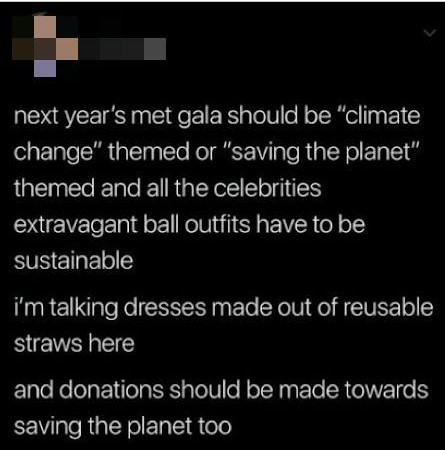 next year's met gala should be “climate
change” themed or “saving the planet”
themed and all the celebrities
extravagant ball outfits have to be
sustainable
i'm talking dresses made out of reusable
straws here
and donations should be made towards
saving the planet too